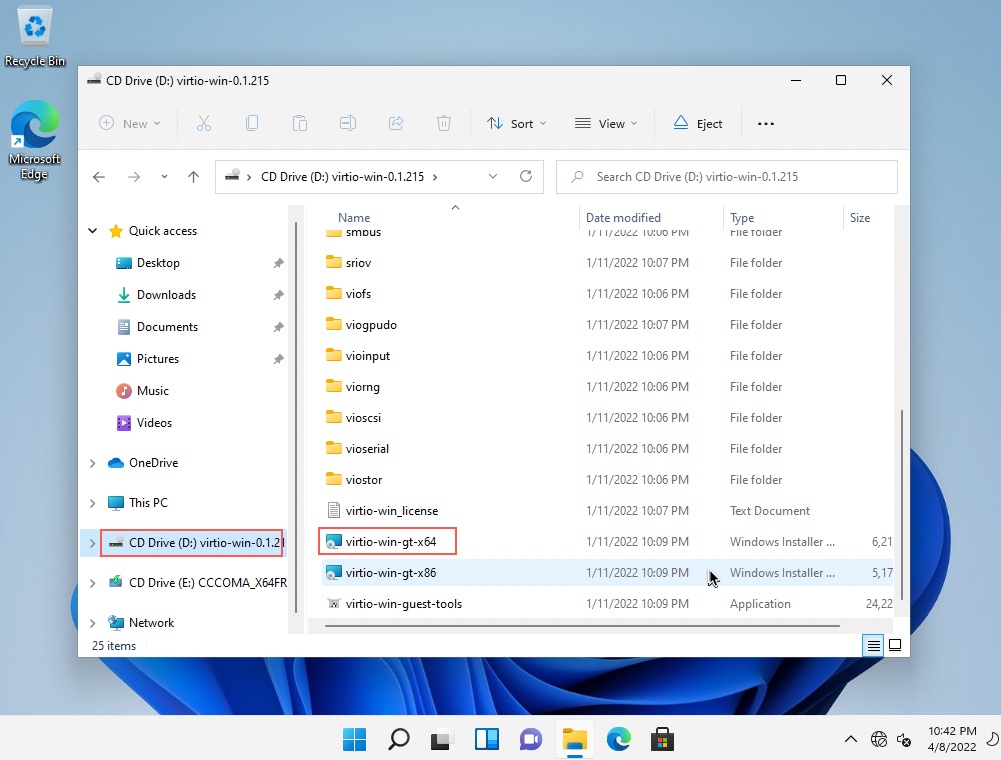 Recycle Bin
Microsoft
Edge
CD Drive (D:) virtio-win-0.1.215
New
Sort
View
Eject
CD Drive (D:) virtio-win-0.1.215
Search CD Drive (D:) virtio-win-0.1.215
Quick access
Desktop
Downloads
Documents
Pictures
Music
Videos
OneDrive
This PC
CD Drive (D:) virtio-win-0.1.21
CD Drive (E:) CCCOMA_X64FR
Network
Name Date modified Type Size
smbus 1/11/2022 10:06 PM File folder
sriov 1/11/2022 10:07 PM File folder
viofs 1/11/2022 10:06 PM File folder
viogpudo 1/11/2022 10:07 PM File folder
vioinput 1/11/2022 10:06 PM File folder
viorng 1/11/2022 10:06 PM File folder
vioscsi 1/11/2022 10:06 PM File folder
vioserial 1/11/2022 10:06 PM File folder
viostor 1/11/2022 10:06 PM File folder
virtio-win_license 1/11/2022 10:07 PM Text Document
virtio-win-gt-x64 1/11/2022 10:09 PM Windows Installer ... 6,21
virtio-win-gt-x86 1/11/2022 10:09 PM Windows Installer ... 5,17
virtio-win-guest-tools 1/11/2022 10:09 PM Application 24,22
25 items
10:42 PM
4/8/2022